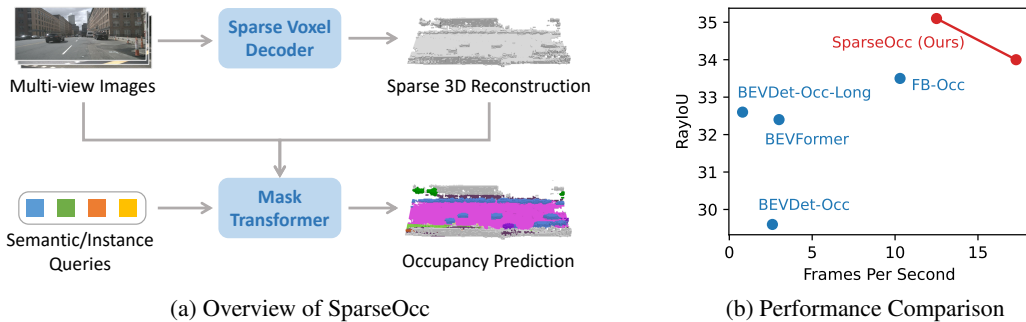 Sparse Voxel
Decoder
Multi-view Images
Sparse 3D Reconstruction
Mask
Transformer
Semantic/Instance
Queries
Occupancy Prediction
(a) Overview of SparseOcc
35
34
33
32
31
30
RayIoU
SparseOcc (Ours)
FB-Occ
BEVDet-Occ-Long
BEVFormer
BEVDet-Occ
0
5
10
15
Frames Per Second
(b) Performance Comparison